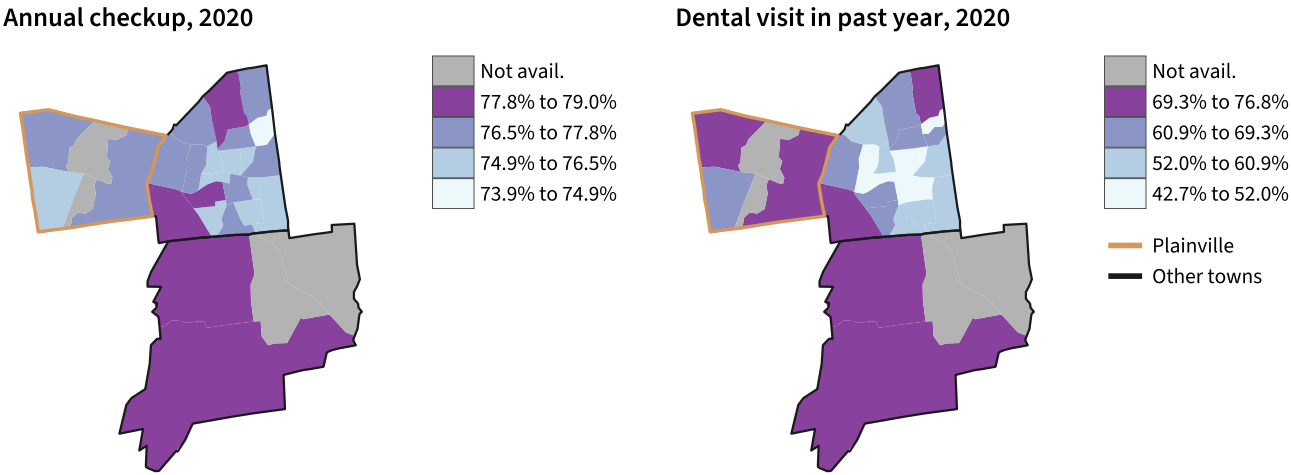 Annual checkup, 2020
Not avail.
77.8% to 79.0%
76.5% to 77.8%
74.9% to 76.5%
73.9% to 74.9%
Dental visit in past year, 2020
Not avail.
69.3% to 76.8%
60.9% to 69.3%
52.0% to 60.9%
42.7% to 52.0%
Plainville
Other towns